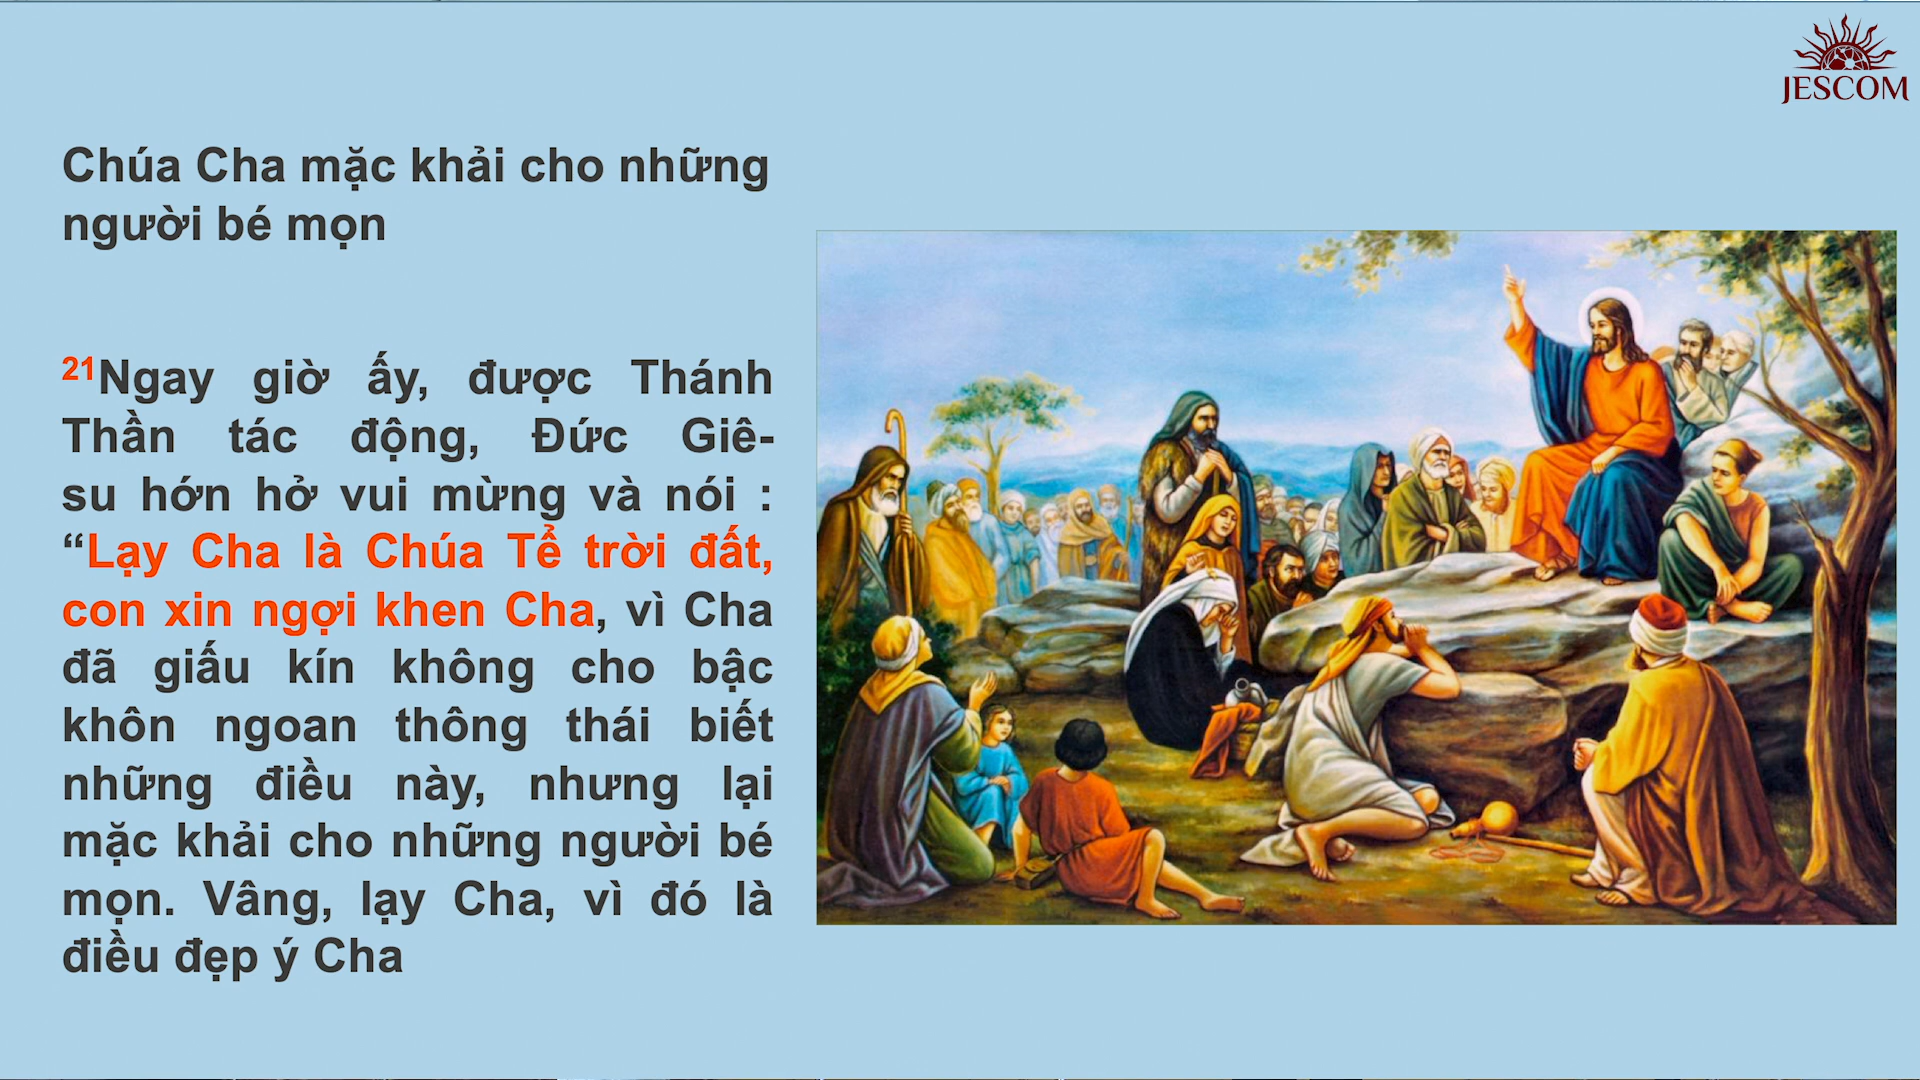 JESCOM
Chúa Cha mặc khải cho những
người bé mọn
21Ngay giờ ấy, được Thánh
Thần tác động, Đức Giê-
su hớn hở vui mừng và nói :
“Lạy Cha là Chúa Tể trời đất,
con xin ngợi khen Cha, vì Cha
đã giấu kín không cho bậc
khôn ngoan thông thái biết
những điều này, nhưng lại
mặc khải cho những người bé
mọn. Vâng, lạy Cha, vì đó là
điều đẹp ý Cha